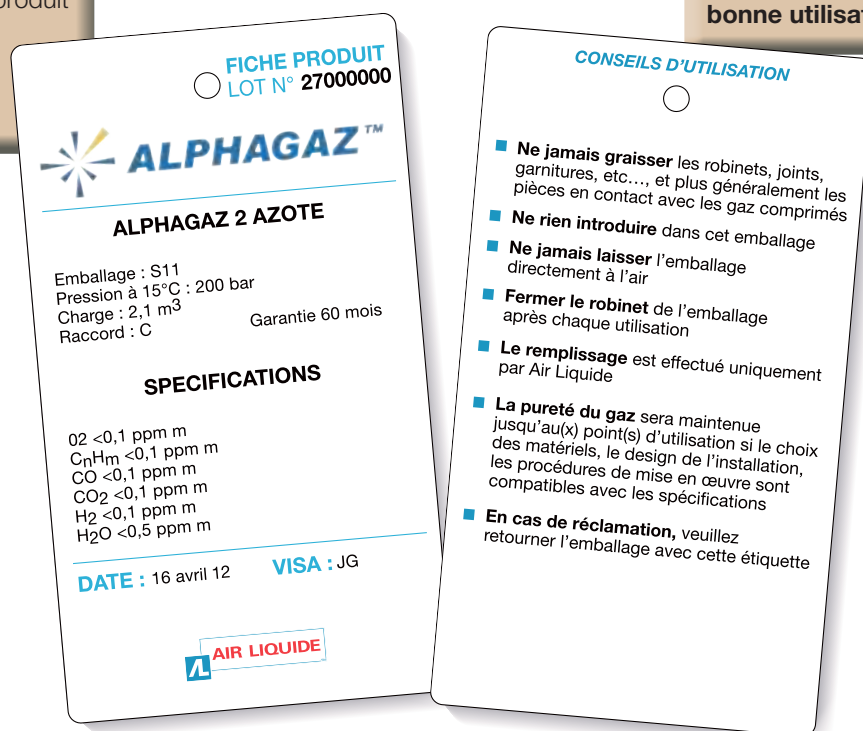 produit
bonne utilisat
FICHE PRODUIT
LOT N° 27000000
ALPHAGAZ™
ALPHAGAZ 2 AZOTE
Emballage : S11
Pression à 15°C : 200 bar
Charge : 2,1 m³
Raccord : C Garantie 60 mois
SPECIFICATIONS
02 <0,1 ppm m
CnHm <0,1 ppm m
CO <0,1 ppm m
CO2 <0,1 ppm m
H2 <0,1 ppm m
H2O <0,5 ppm m
DATE : 16 avril 12 VISA : JG
AIR LIQUIDE
CONSEILS D'UTILISATION
Ne jamais graisser les robinets, joints,
garnitures, etc…, et plus généralement les
pièces en contact avec les gaz comprimés
Ne rien introduire dans cet emballage
Ne jamais laisser l'emballage
directement à l'air
Fermer le robinet de l'emballage
après chaque utilisation
Le remplissage est effectué uniquement
par Air Liquide
La pureté du gaz sera maintenue
jusqu'au(x) point(s) d'utilisation si le choix
des matériels, le design de l'installation,
les procédures de mise en œuvre sont
compatibles avec les spécifications
En cas de réclamation, veuillez
retourner l'emballage avec cette étiquette